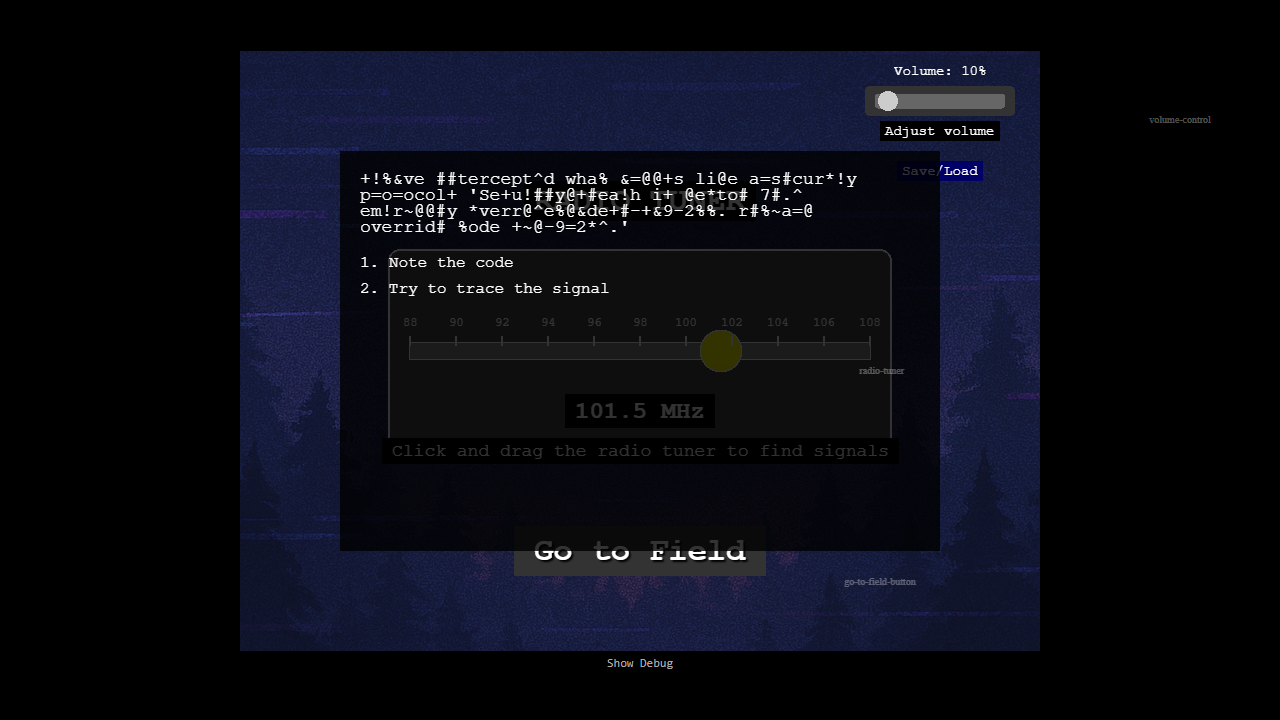 Volume: 10%
Adjust volume
volume-control
Save/Load
+!%&ve ##tercept^d wha% &=@@+s li@e a=s#cur*!y
p=o=ocol+ 'Se+u!##y@+#ea!h i+ @e*to# 7#.^
em!r~@@#y *verr@^e%@&de+#-+&9-2%%. r#%~a=@
overrid# %ode +~@-9=2*^.'
1. Note the code
2. Try to trace the signal
88 90 92 94 96 98 100 102 104 106 108
radio-tuner
101.5 MHz
Click and drag the radio tuner to find signals
Go to Field
go-to-field-button
Show Debug